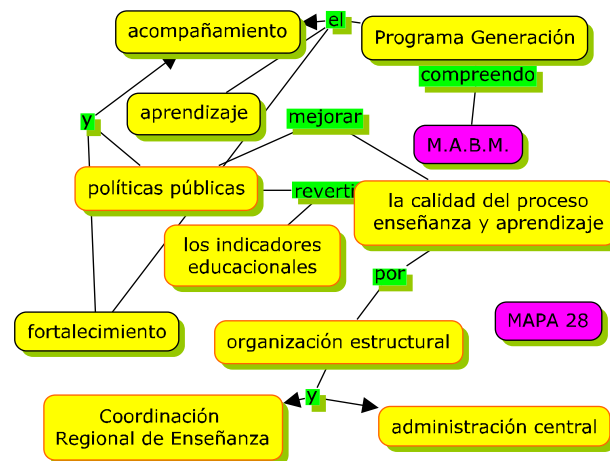 el
acompañamiento
Programa Generación
compreendo
aprendizaje
y
mejorar
M.A.B.M.
políticas públicas
revertir
la calidad del proceso
enseñanza y aprendizaje
los indicadores
educacionales
por
fortalecimiento
organización estructural
MAPA 28
y
Coordinación
Regional de Enseñanza
administración central